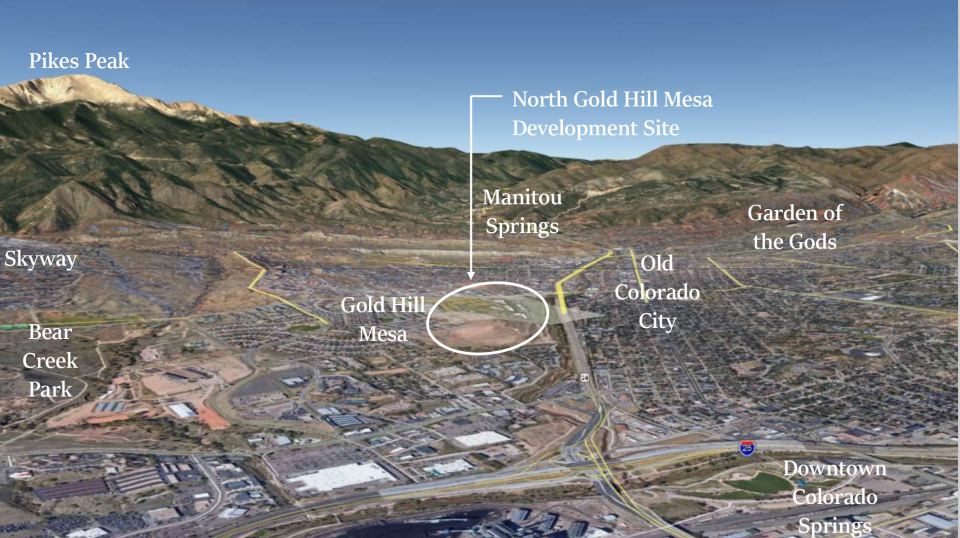 Pikes Peak
North Gold Hill Mesa
Development Site
Manitou
Springs
Garden of
the Gods
Skyway
Old
Colorado
City
Gold Hill
Mesa
Bear
Creek
Park
24
25
Downtown
Colorado
Springs